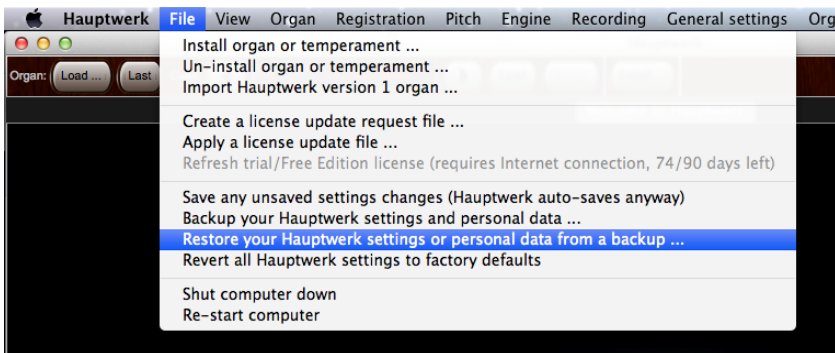 Hauptwerk File View Organ Registration Pitch Engine Recording General settings Org
Organ: Load ... Last
Install organ or temperament ...
Un-install organ or temperament ...
Import Hauptwerk version 1 organ ...
Create a license update request file ...
Apply a license update file ...
Refresh trial/Free Edition license (requires Internet connection, 74/90 days left)
Save any unsaved settings changes (Hauptwerk auto-saves anyway)
Backup your Hauptwerk settings and personal data ...
Restore your Hauptwerk settings or personal data from a backup ...
Revert all Hauptwerk settings to factory defaults
Shut computer down
Re-start computer